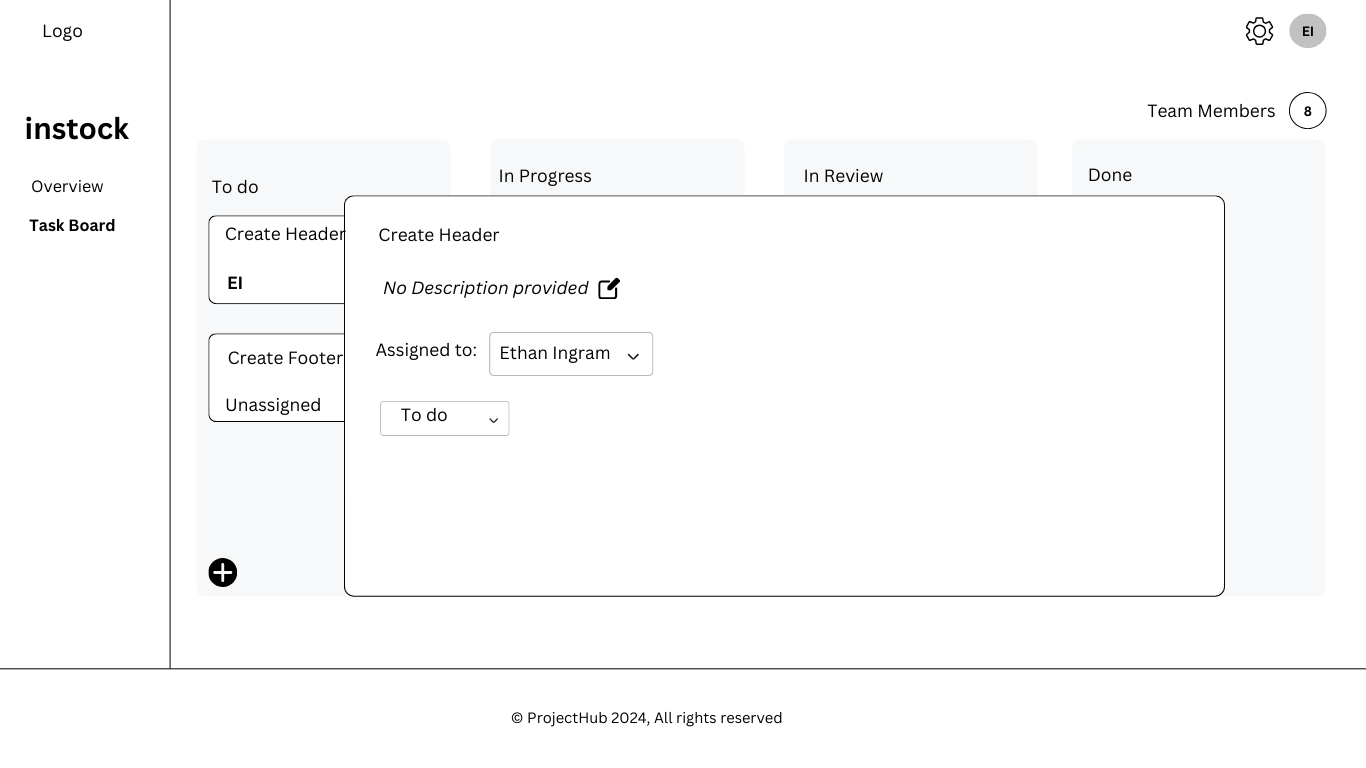 Logo
EI
Team Members 8
instock
Overview
Task Board
To do
In Progress
In Review
Done
Create Header
EI
Create Footer
Unassigned
Create Header
No Description provided
Assigned to: Ethan Ingram
To do
© ProjectHub 2024, All rights reserved